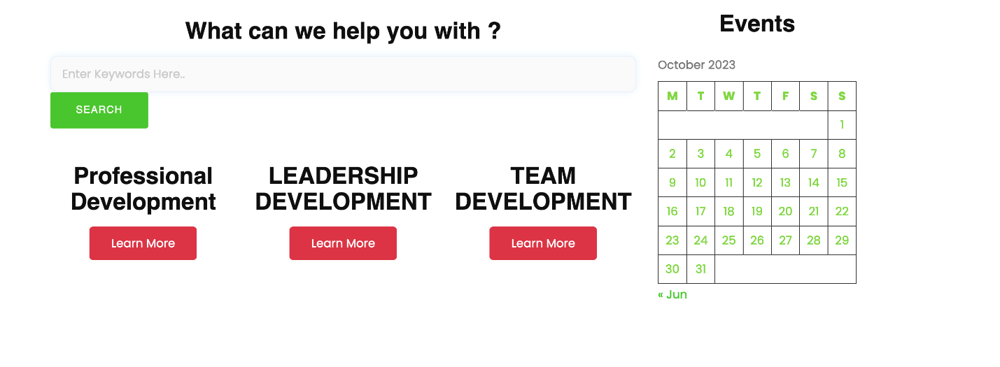 What can we help you with ?
Enter Keywords Here..
SEARCH
Professional
Development
Learn More
LEADERSHIP
DEVELOPMENT
Learn More
TEAM
DEVELOPMENT
Learn More
Events
October 2023
M T W T F S S
1
2 3 4 5 6 7 8
9 10 11 12 13 14 15
16 17 18 19 20 21 22
23 24 25 26 27 28 29
30 31
« Jun